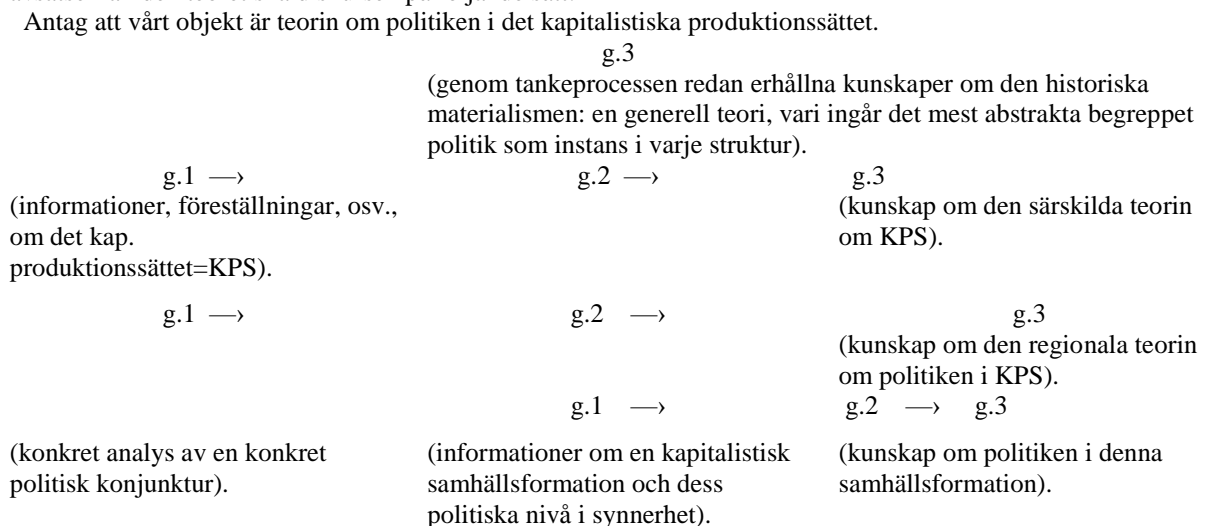 Antag att vårt objekt är teorin om politiken i det kapitalistiska produktionssättet.
g.3
(genom tankeprocessen redan erhållna kunskaper om den historiska
materialismen: en generell teori, vari ingår det mest abstrakta begreppet
politik som instans i varje struktur).
g.1 —› g.2 —› g.3
(informationer, föreställningar, osv., (kunskap om den särskilda teorin
om det kap. om KPS).
produktionssättet=KPS).
g.1 —› g.2 —› g.3
(kunskap om den regionala teorin
om politiken i KPS).
g.1 —› g.2 —› g.3
(konkret analys av en konkret (informationer om en kapitalistisk (kunskap om politiken i denna
politisk konjunktur). samhällsformation och dess samhällsformation).
politiska nivå i synnerhet).